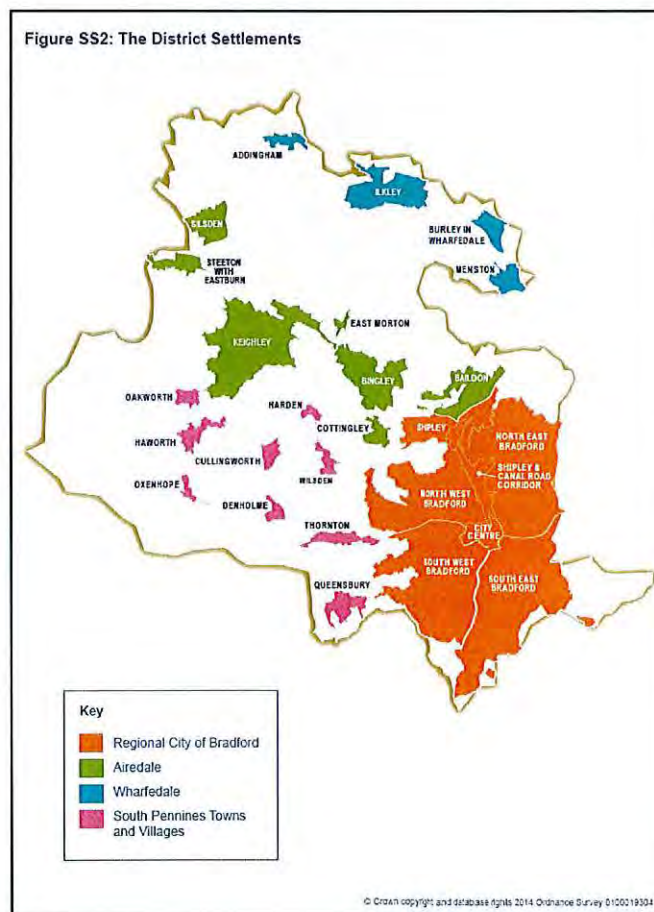 Figure SS2: The District Settlements
ADDINGHAM
ILKLEY
SILSDEN
BURLEY IN
WHARFEDALE
STEETON
WITH
EASTBURN
MENSTON
EAST MORTON
KEIGHLEY
BINGLEY
BAILDON
OAKWORTH
HARDEN
COTTINGLEY
SHIPLEY
NORTH EAST
BRADFORD
HAWORTH
CULLINGWORTH
SHIPLEY &
CANAL ROAD
CORRIDOR
WILSDEN
OXENHOPE
NORTH WEST
BRADFORD
DENHOLME
THORNTON
CITY
CENTRE
SOUTH WEST
BRADFORD
SOUTH EAST
BRADFORD
QUEENSBURY
Key
Regional City of Bradford
Airedale
Wharfedale
South Pennines Towns
and Villages
© Crown copyright and database rights 2014 Ordnance Survey 0100019304